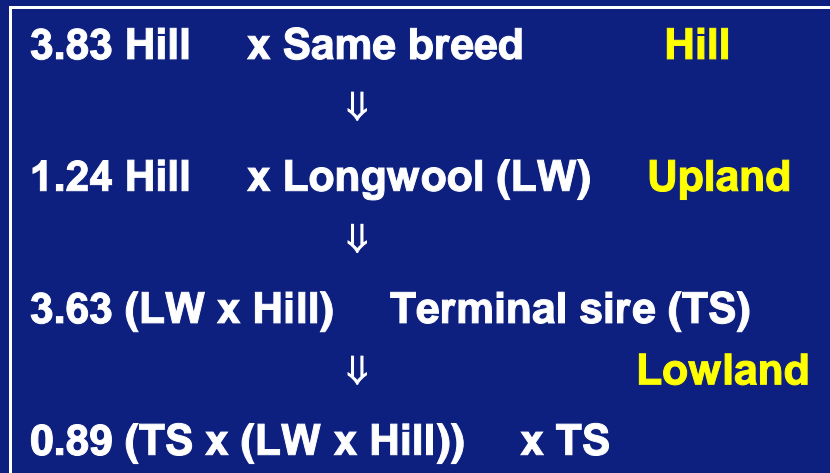 3.83 Hill x Same breed Hill
⇓
1.24 Hill x Longwool (LW) Upland
⇓
3.63 (LW x Hill) Terminal sire (TS)
⇓ Lowland
0.89 (TS x (LW x Hill)) x TS